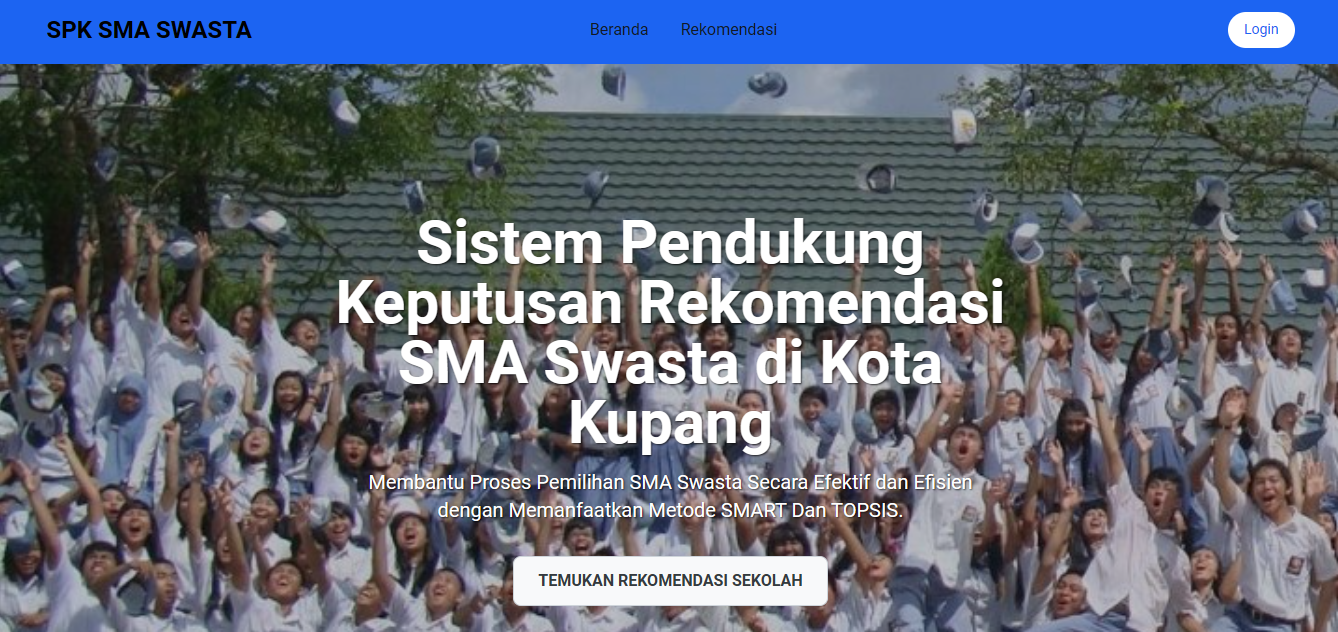 SPK SMA SWASTA
Beranda
Rekomendasi
Login
Sistem Pendukung
Keputusan Rekomendasi
SMA Swasta di Kota
Kupang
Membantu Proses Pemilihan SMA Swasta Secara Efektif dan Efisien
dengan Memanfaatkan Metode SMART Dan TOPSIS.
TEMUKAN REKOMENDASI SEKOLAH